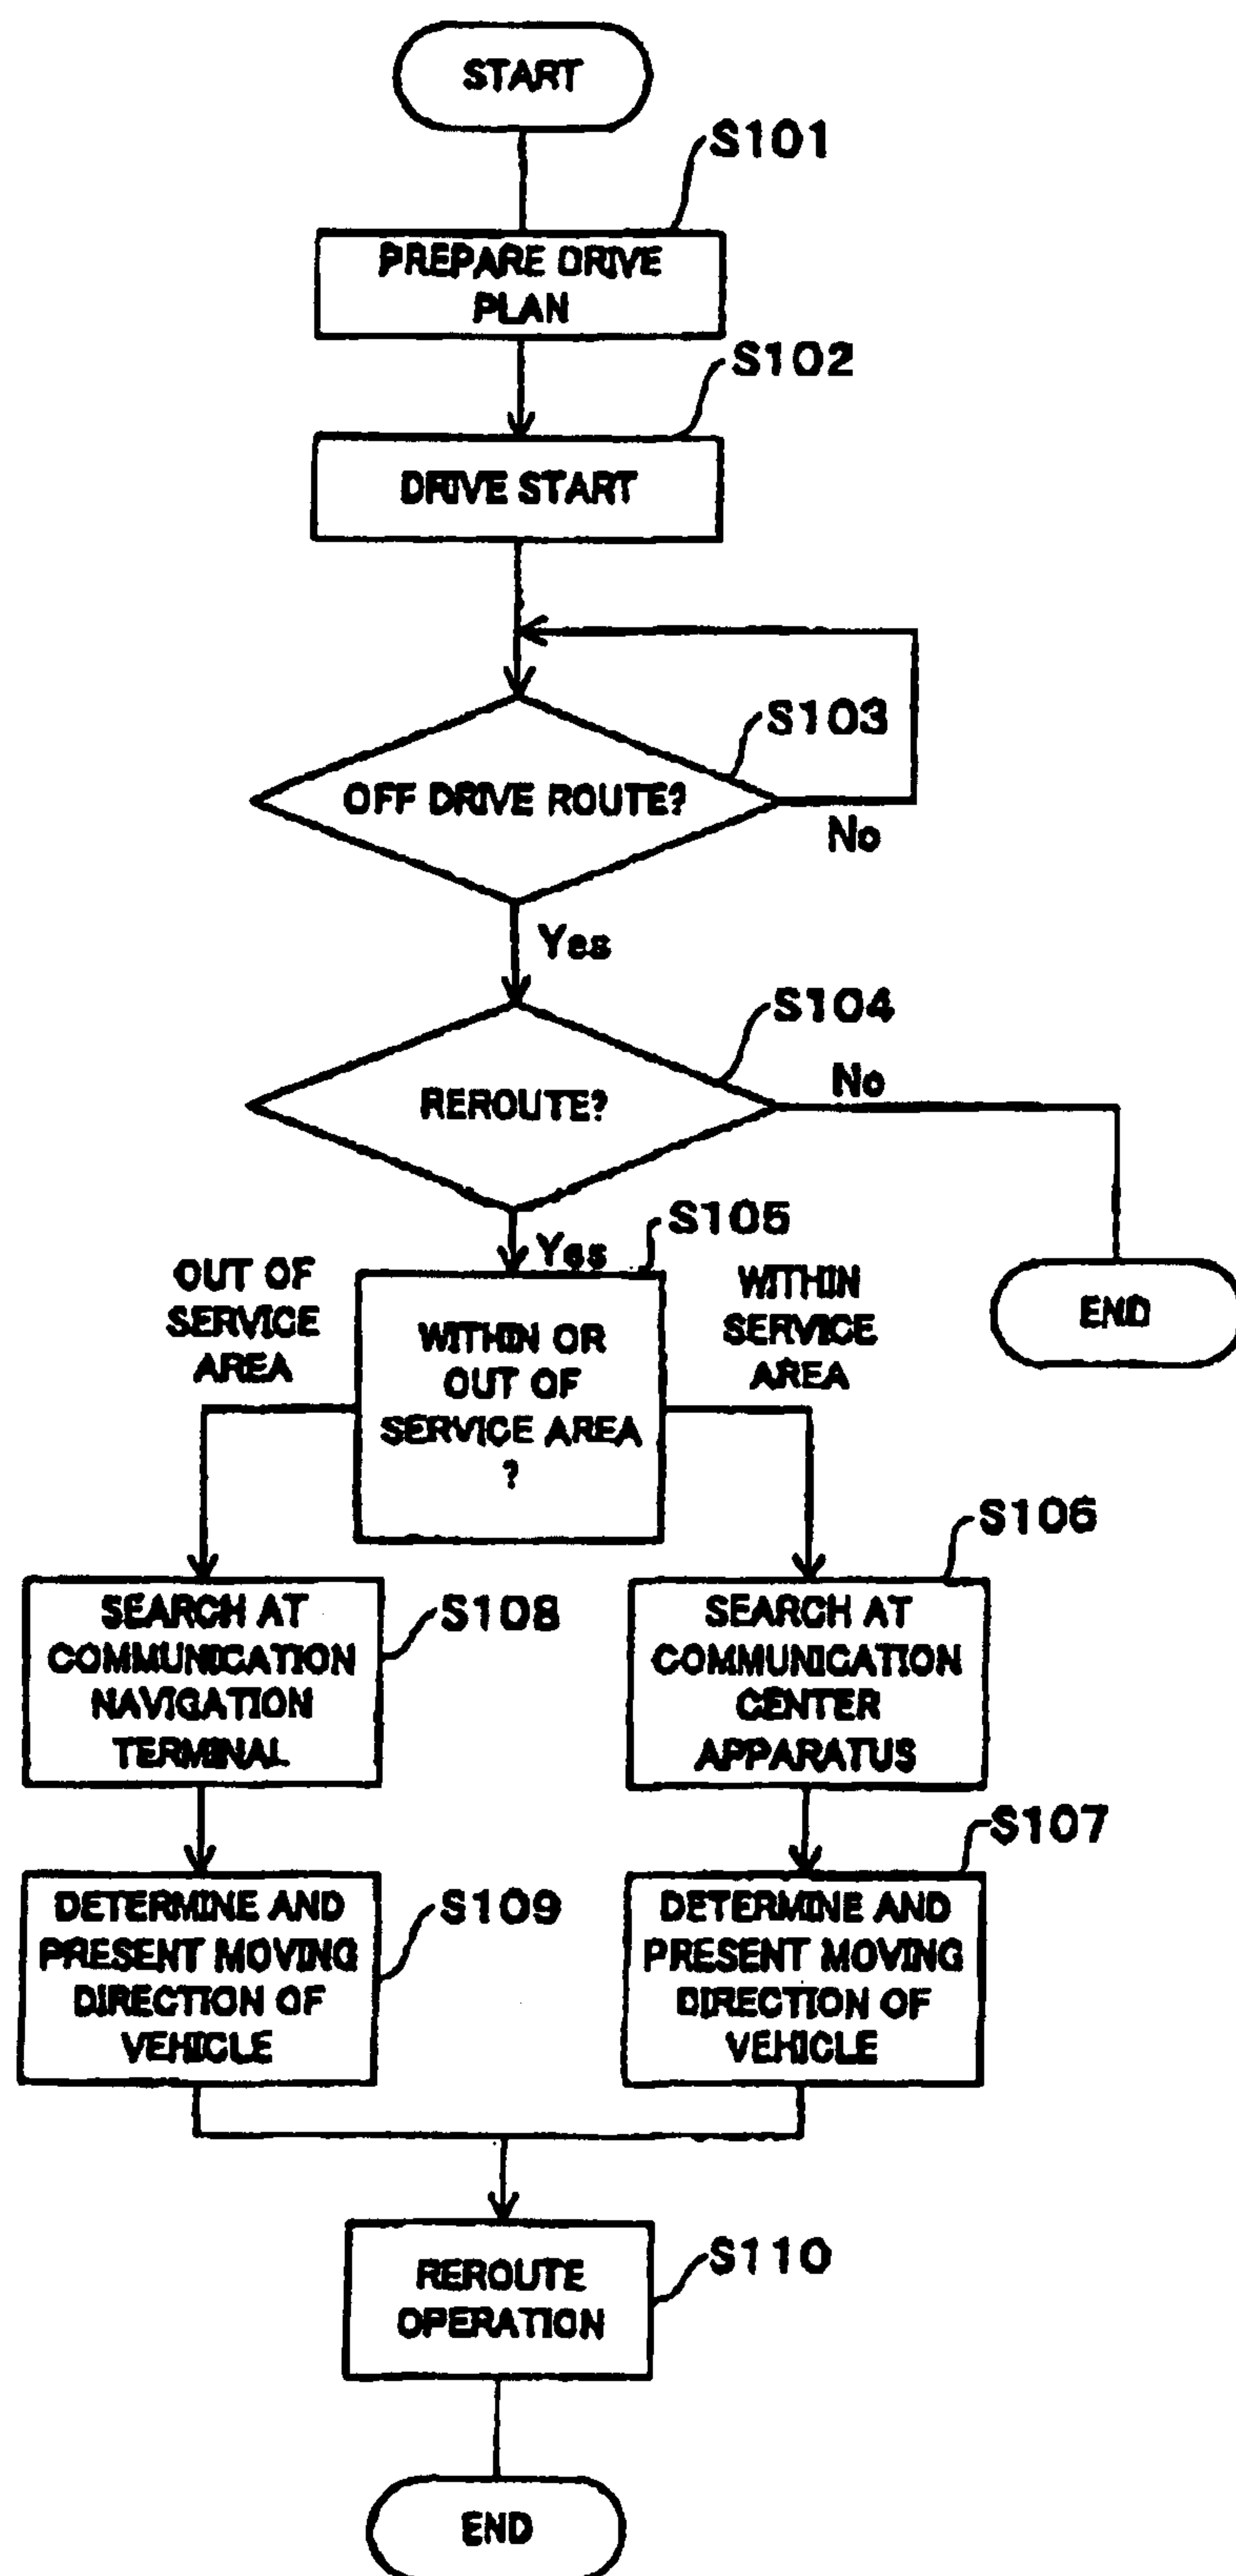 START
S101
PREPARE DRIVE
PLAN
S102
DRIVE START
S103
OFF DRIVE ROUTE?
No
Yes
S104
REROUTE?
No
Yes
S105
OUT OF
SERVICE
AREA
WITHIN OR
OUT OF
SERVICE AREA
?
WITHIN
SERVICE
AREA
END
S106
SEARCH AT
COMMUNICATION
NAVIGATION
TERMINAL
S108
SEARCH AT
COMMUNICATION
CENTER
APPARATUS
S107
DETERMINE AND
PRESENT MOVING
DIRECTION OF
VEHICLE
S109
DETERMINE AND
PRESENT MOVING
DIRECTION OF
VEHICLE
REROUTE
OPERATION
S110
END